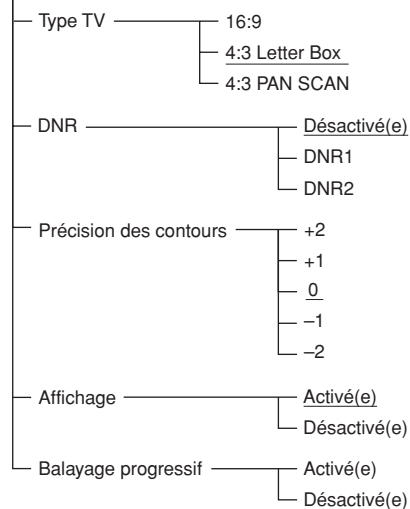 Type TV
16:9
4:3 Letter Box
4:3 PAN SCAN
DNR
Désactivé(e)
DNR1
DNR2
Précision des contours
+2
+1
0
–1
–2
Affichage
Activé(e)
Désactivé(e)
Balayage progressif
Activé(e)
Désactivé(e)